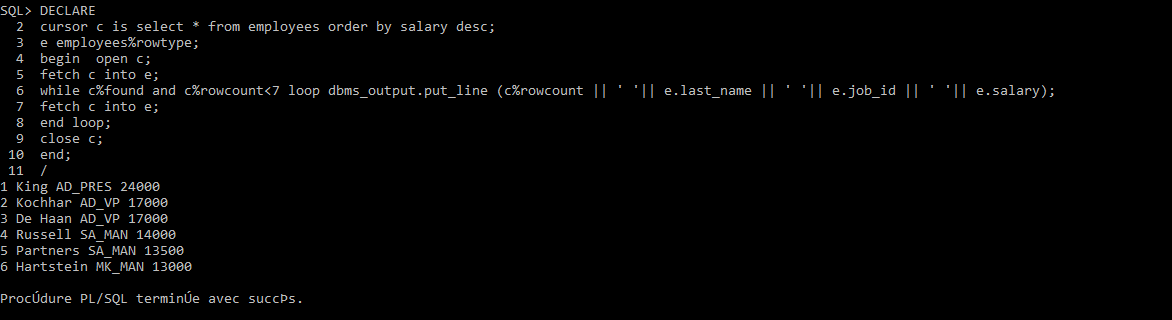 SQL> DECLARE
  2  cursor c is select * from employees order by salary desc;
  3  e employees%rowtype;
  4  begin  open c;
  5  fetch c into e;
  6  while c%found and c%rowcount<7 loop dbms_output.put_line (c%rowcount || ' '|| e.last_name || ' '|| e.job_id || ' '|| e.salary);
  7  fetch c into e;
  8  end loop;
  9  close c;
 10  end;
 11  /
1 King AD_PRES 24000
2 Kochhar AD_VP 17000
3 De Haan AD_VP 17000
4 Russell SA_MAN 14000
5 Partners SA_MAN 13500
6 Hartstein MK_MAN 13000
ProcÚdure PL/SQL terminÚe avec succÞs.